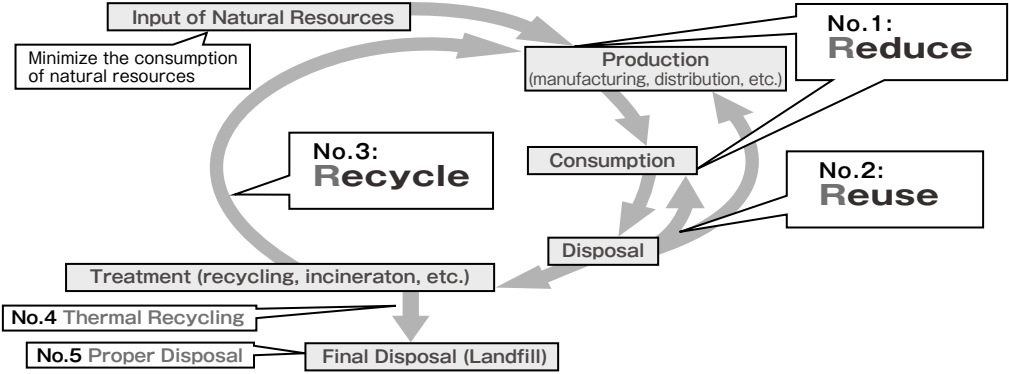 Input of Natural Resources
Minimize the consumption
of natural resources
Production
(manufacturing, distribution, etc.)
No.1:
Reduce
Consumption
No.2:
Reuse
No.3:
Recycle
Disposal
Treatment (recycling, incineraton, etc.)
No.4 Thermal Recycling
No.5 Proper Disposal
Final Disposal (Landfill)